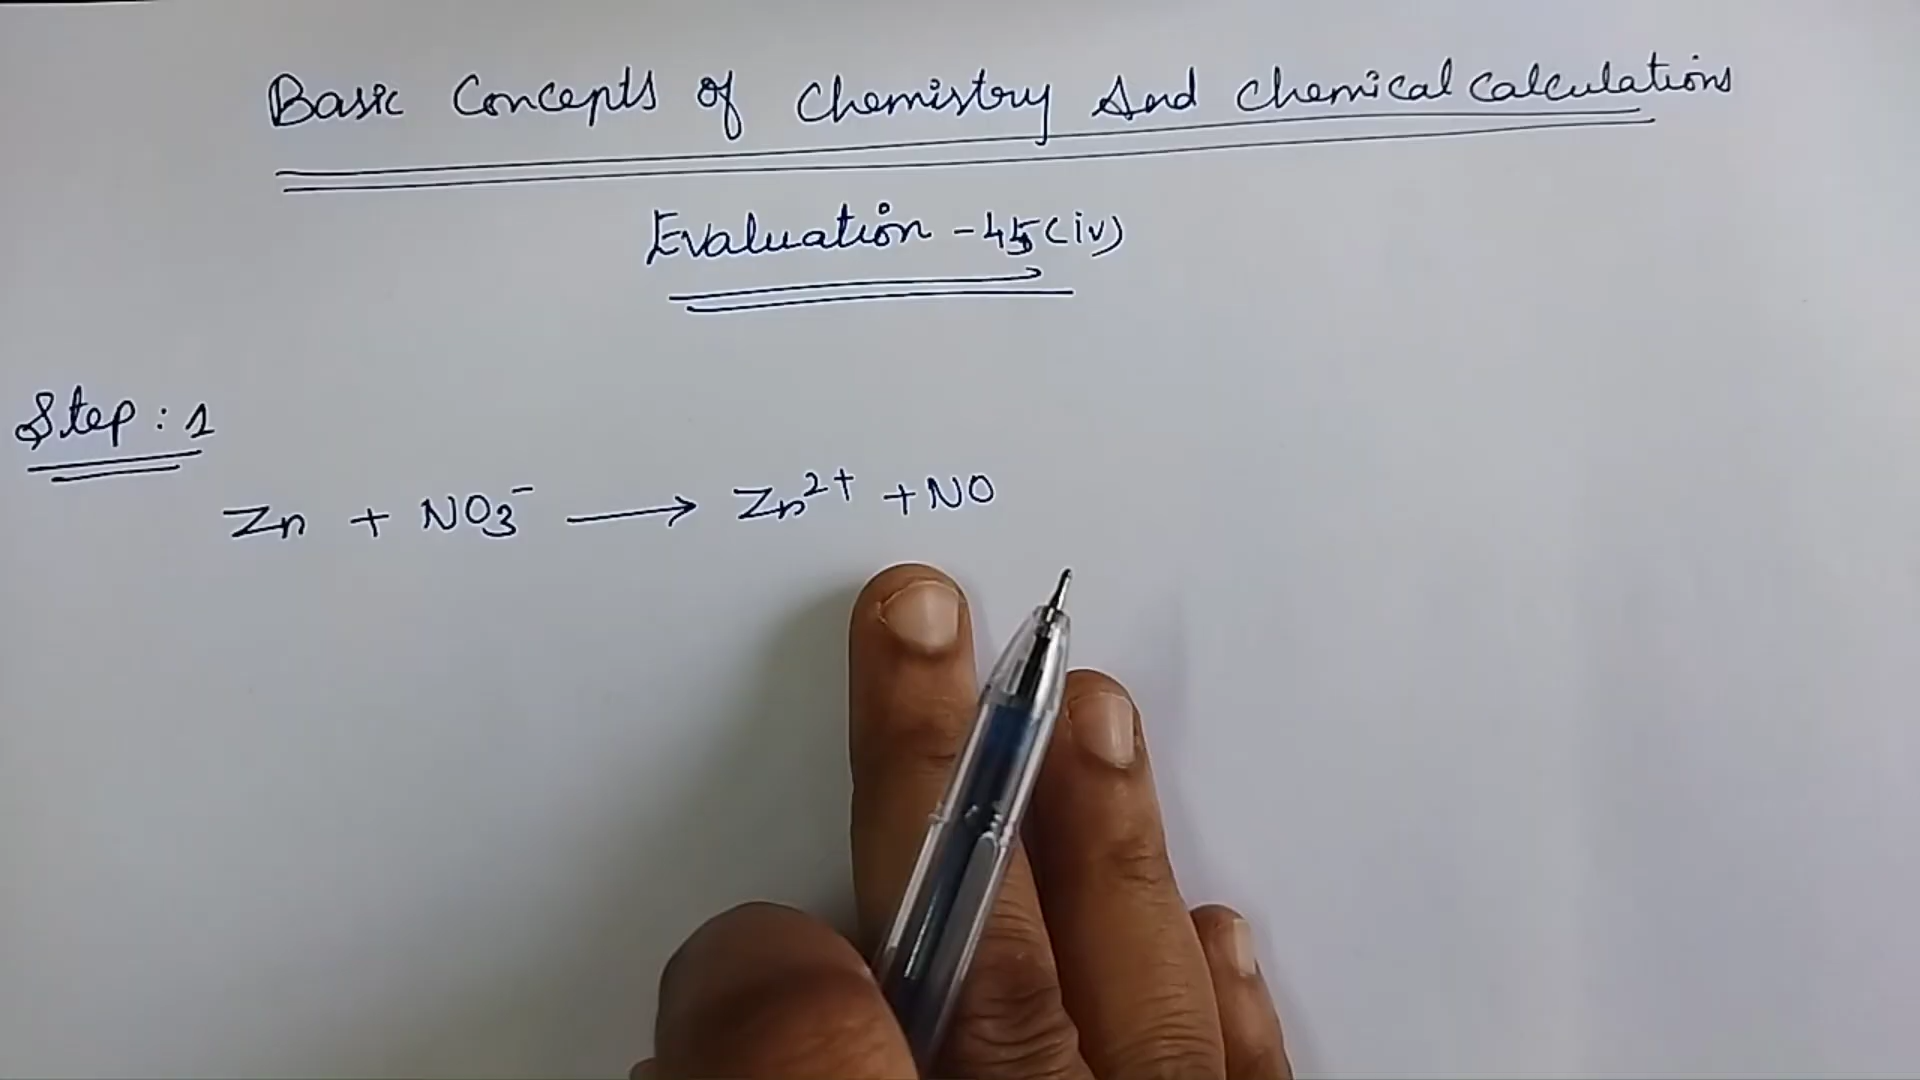 Basic Concepts of Chemistry And Chemical Calculations
Evaluation - 45(iv)
Step : 1
Zn + NO₃⁻ ⟶ Zn²⁺ + NO